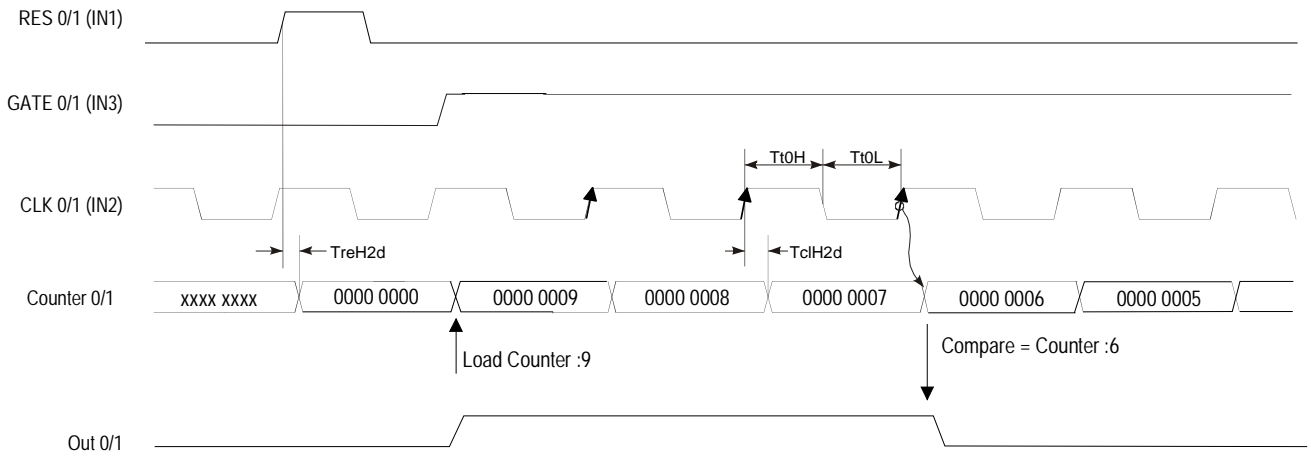 RES 0/1 (IN1)
GATE 0/1 (IN3)
Tt0H
Tt0L
CLK 0/1 (IN2)
TreH2d
TclH2d
Counter 0/1
xxxx xxxx
0000 0000
0000 0009
0000 0008
0000 0007
0000 0006
0000 0005
Load Counter :9
Compare = Counter :6
Out 0/1